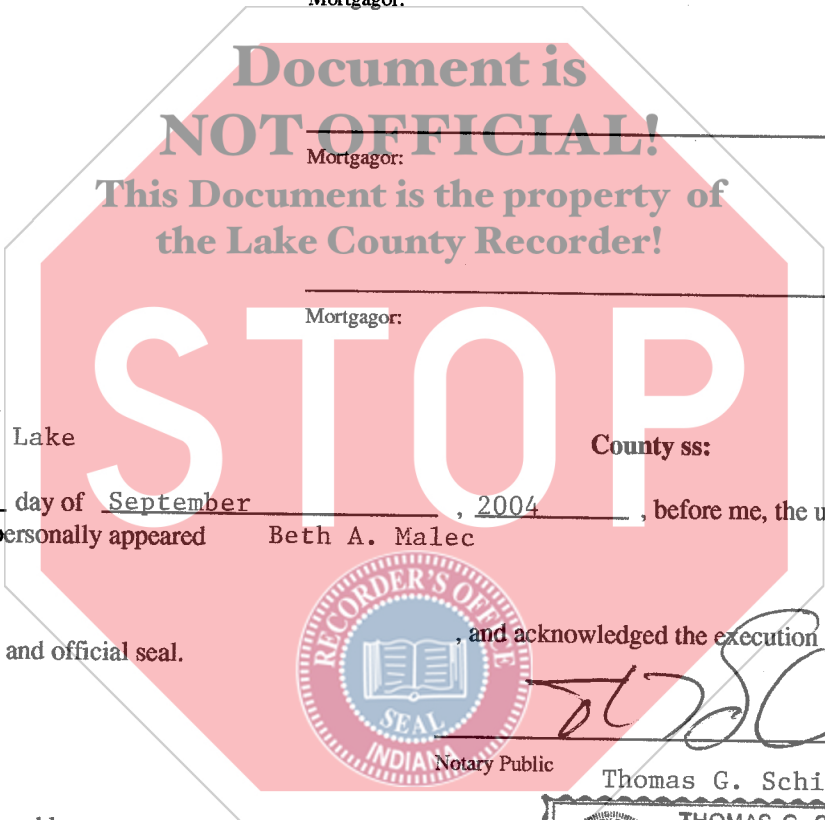 Mortgagor:
Document is
NOT OFFICIAL!
Mortgagor:
This Document is the property of
the Lake County Recorder!
Mortgagor:
STOP
Lake County ss:
day of September , 2004 , before me, the u
ersonally appeared Beth A. Malec
, and acknowledged the execution
and official seal.
RECORDER'S OFFICE
SEAL
INDIANA
Notary Public
Thomas G. Schi
THOMAS G.